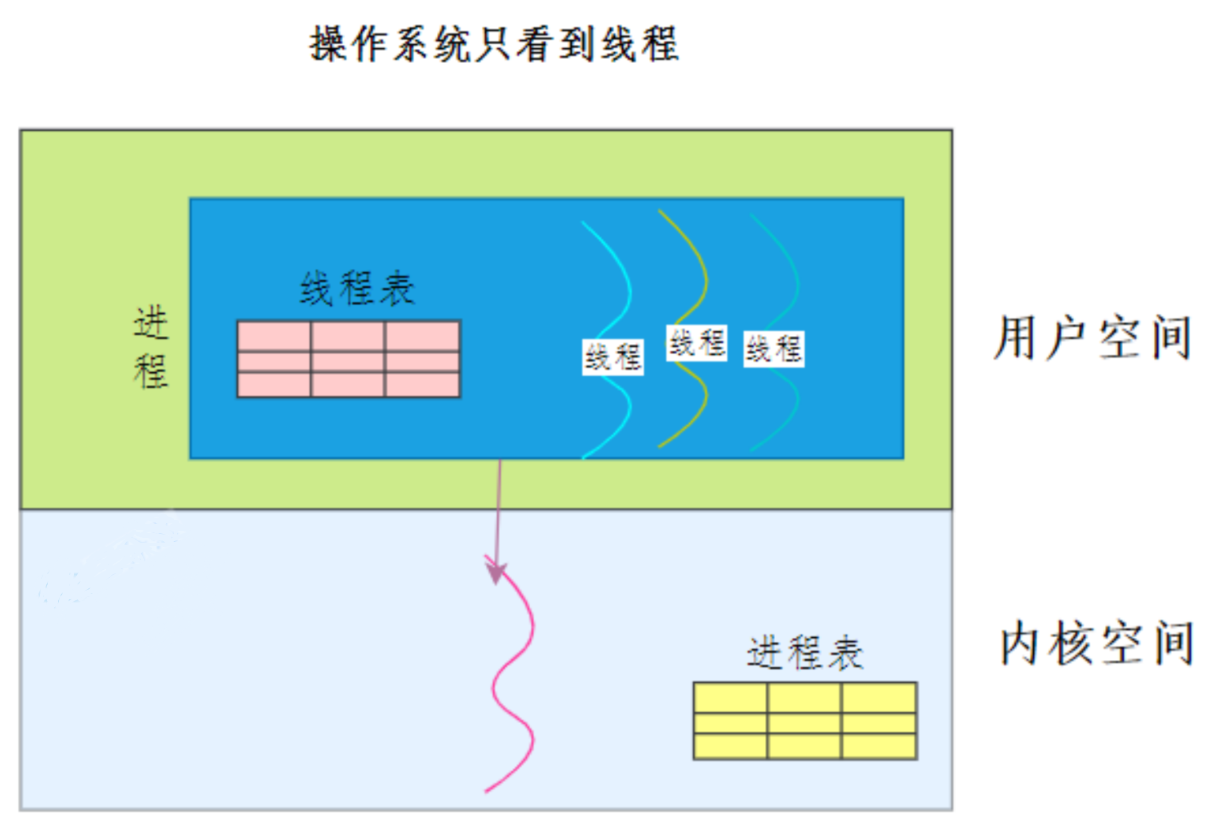 操作系统只看到线程
线程表
进程
线程
线程
线程
用户空间
进程表
内核空间